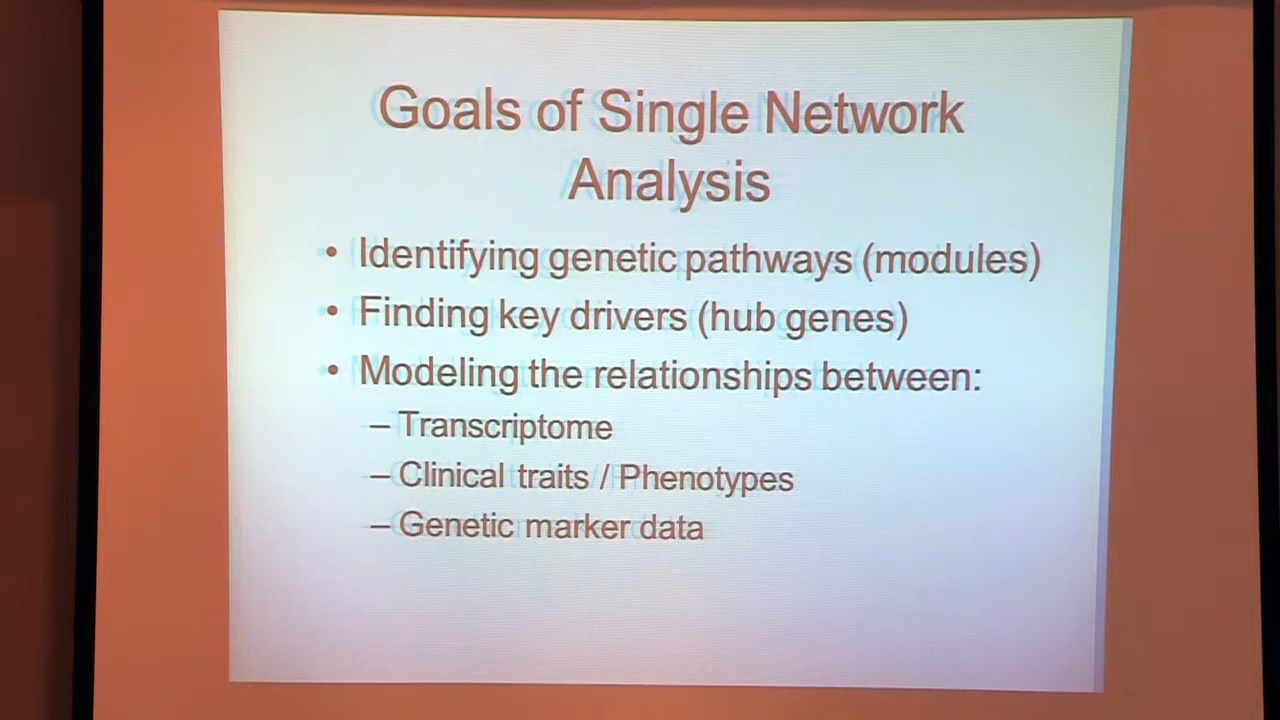 Goals of Single Network
Analysis
• Identifying genetic pathways (modules)
• Finding key drivers (hub genes)
• Modeling the relationships between:
– Transcriptome
– Clinical traits / Phenotypes
– Genetic marker data